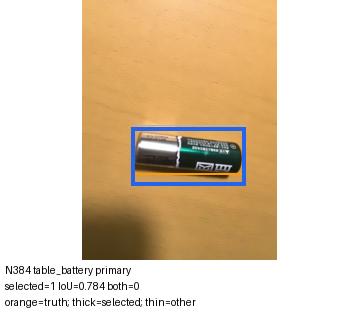 N384 table_battery primary
selected=1 IoU=0.784 both=0
orange=truth; thick=selected; thin=other